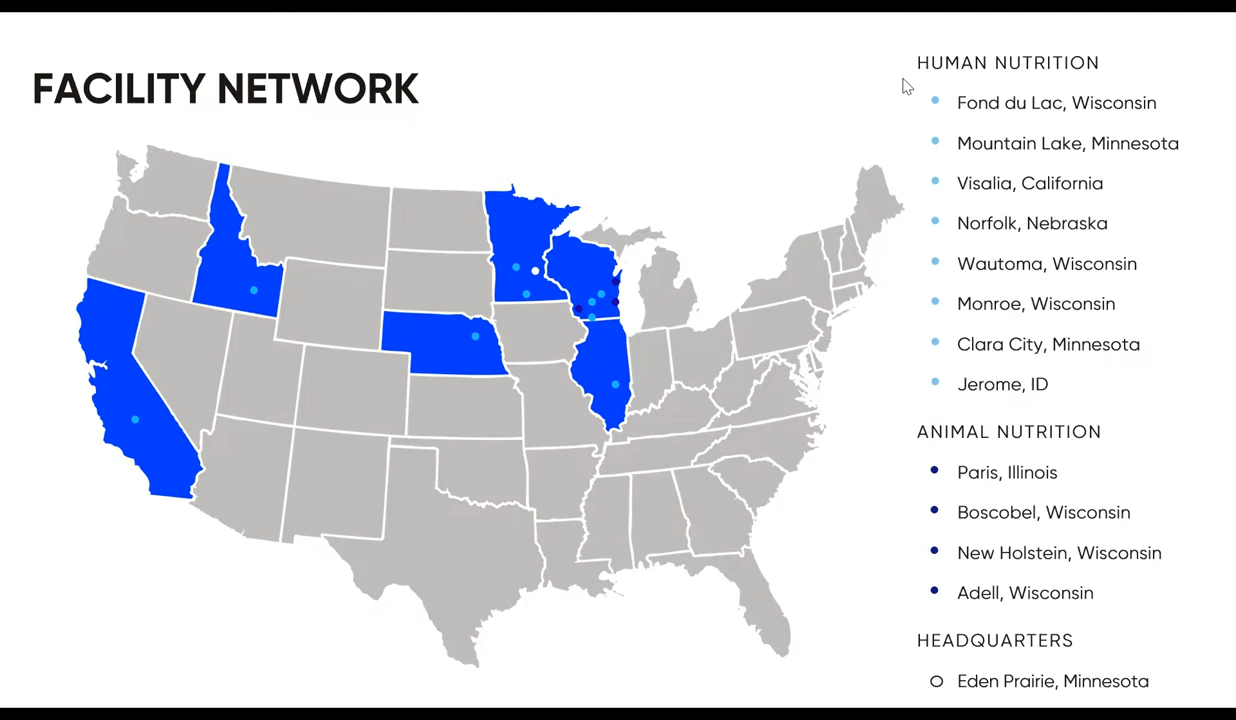 FACILITY NETWORK
HUMAN NUTRITION
Fond du Lac, Wisconsin
Mountain Lake, Minnesota
Visalia, California
Norfolk, Nebraska
Wautoma, Wisconsin
Monroe, Wisconsin
Clara City, Minnesota
Jerome, ID
ANIMAL NUTRITION
Paris, Illinois
Boscobel, Wisconsin
New Holstein, Wisconsin
Adell, Wisconsin
HEADQUARTERS
Eden Prairie, Minnesota